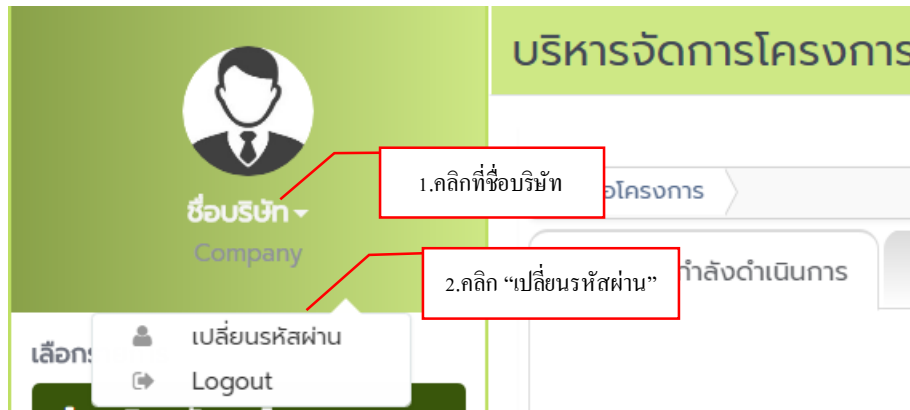 บริหารจัดการโครงการ
1.คลิกที่ชื่อบริษัท
โครงการ
ชื่อบริษัท
Company
2.คลิก “เปลี่ยนรหัสผ่าน”
กำลังดำเนินการ
เปลี่ยนรหัสผ่าน
เลือก
Logout